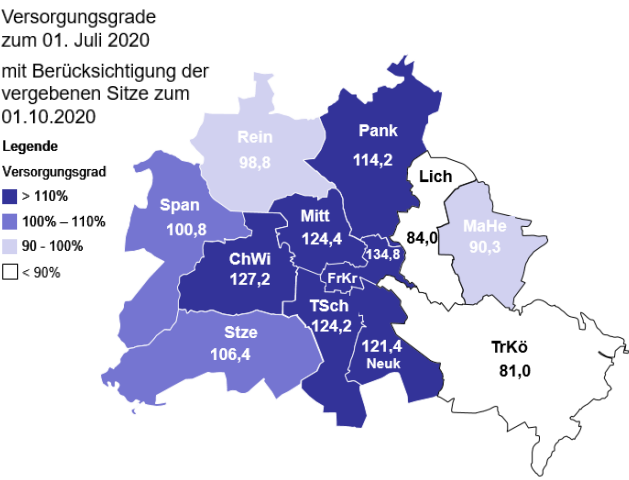 Versorgungsgrade
zum 01. Juli 2020
mit Berücksichtigung der
vergebenen Sitze zum
01.10.2020
Legende
Versorgungsgrad
> 110%
100% – 110%
90 - 100%
< 90%
Rein
98,8
Pank
114,2
Lich
84,0
Span
100,8
Mitt
124,4
MaHe
90,3
134,8
FrKr
ChWi
127,2
TSch
124,2
Stze
106,4
121,4
Neuk
TrKö
81,0